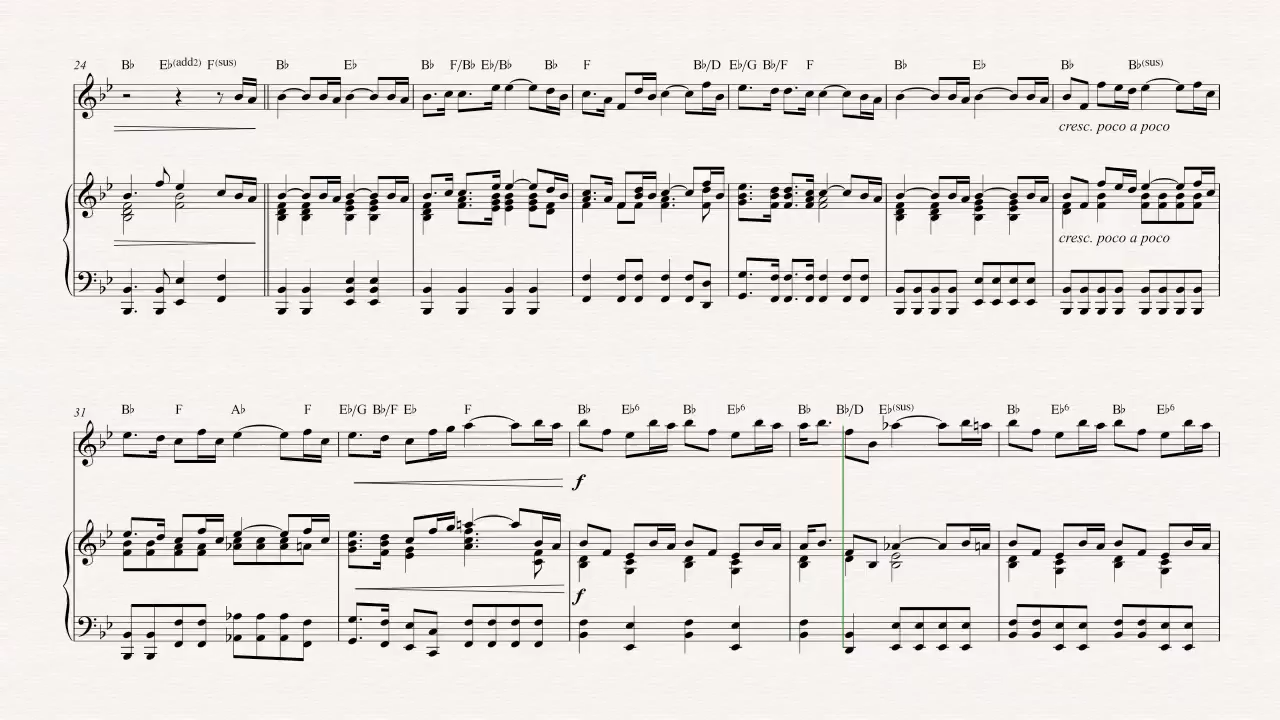 24 B♭ E♭(add2) F(sus) B♭ E♭ B♭ F/B♭ E♭/B♭ B♭ F B♭/D E♭/G B♭/F F B♭ E♭ B♭ B♭(sus)
cresc. poco a poco
cresc. poco a poco
31 B♭ F A♭ F E♭/G B♭/F E♭ F B♭ E♭6 B♭ E♭6 B♭ B♭/D E♭(sus) B♭ E♭6 B♭ E♭6
f
f